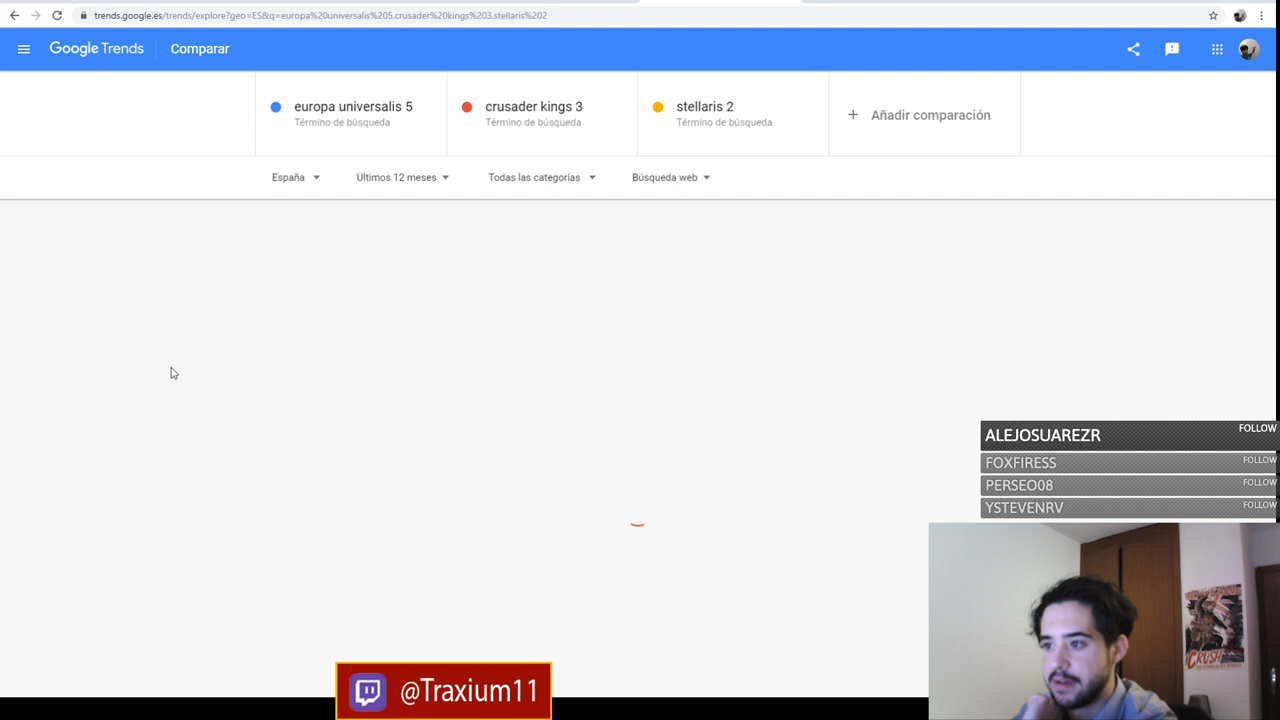 trends.google.es/trends/explore?geo=ES&q=europa%20universalis%205,crusader%20kings%203,stellaris%202
Google Trends Comparar
europa universalis 5 crusader kings 3 stellaris 2 + Añadir comparación
Término de búsqueda Término de búsqueda Término de búsqueda
España Últimos 12 meses Todas las categorías Búsqueda web
ALEJOSUAREZR FOLLOW
FOXFIRESS FOLLOW
PERSEO08 FOLLOW
YSTEVENRV FOLLOW
CRUSH
@Traxium11